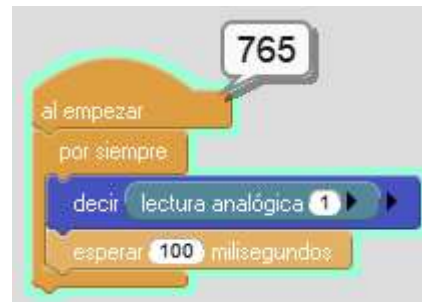 765
al empezar
por siempre
decir lectura analógica 1
esperar 100 milisegundos